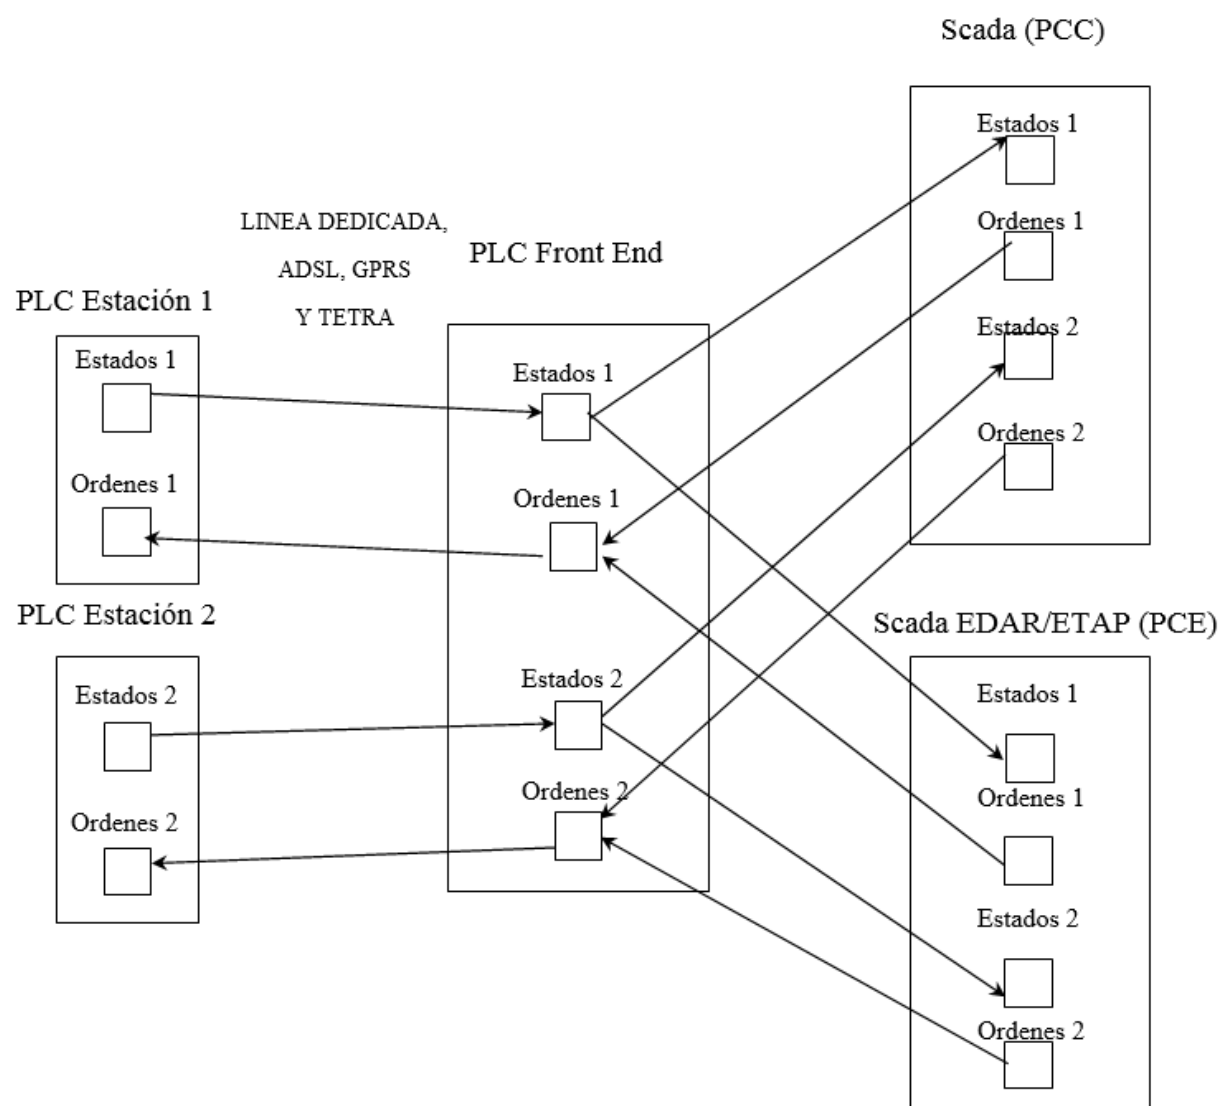 Scada (PCC)
Estados 1
Ordenes 1
Estados 2
Ordenes 2
LINEA DEDICADA,
ADSL, GPRS
Y TETRA
PLC Front End
Estados 1
Ordenes 1
Estados 2
Ordenes 2
PLC Estación 1
Estados 1
Ordenes 1
PLC Estación 2
Estados 2
Ordenes 2
Scada EDAR/ETAP (PCE)
Estados 1
Ordenes 1
Estados 2
Ordenes 2